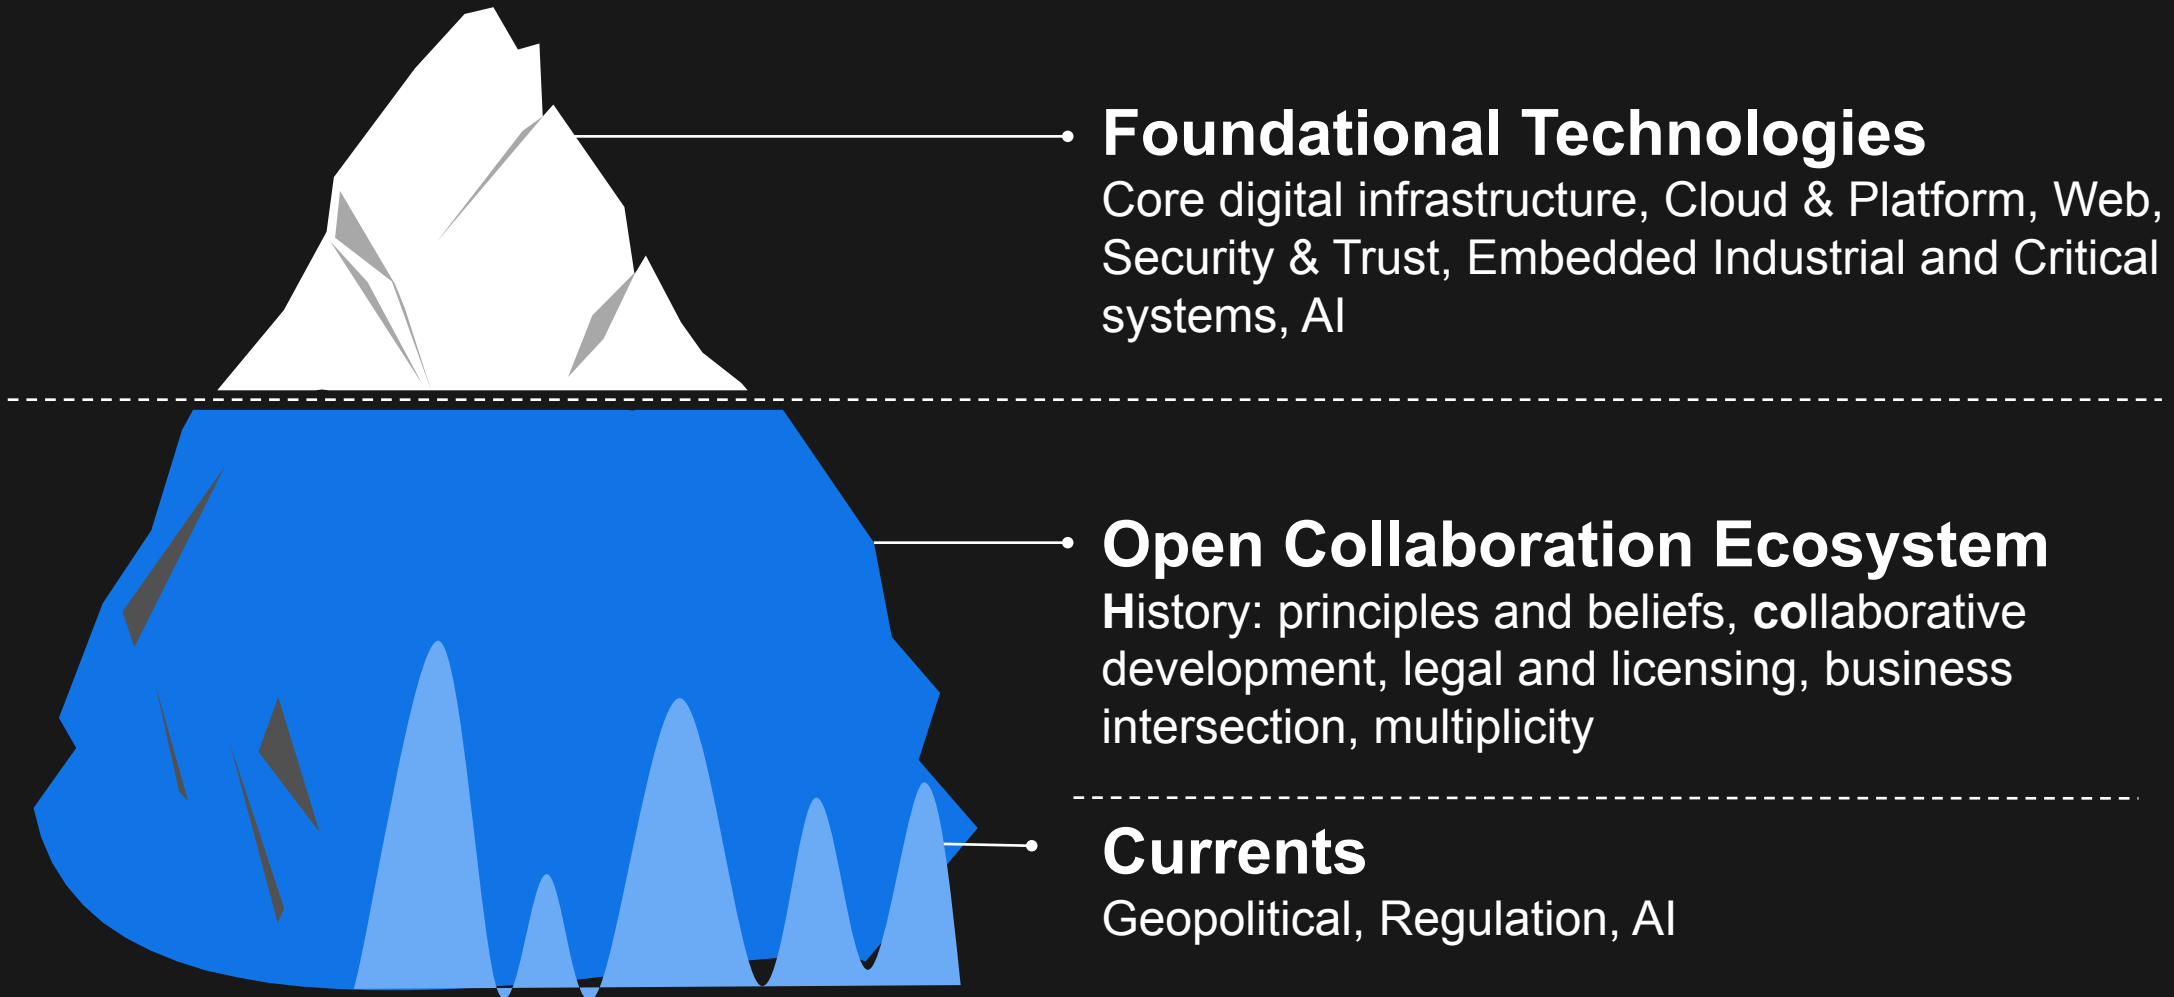 Foundational Technologies
Core digital infrastructure, Cloud & Platform, Web,
Security & Trust, Embedded Industrial and Critical
systems, AI
Open Collaboration Ecosystem
History: principles and beliefs, collaborative
development, legal and licensing, business
intersection, multiplicity
Currents
Geopolitical, Regulation, AI